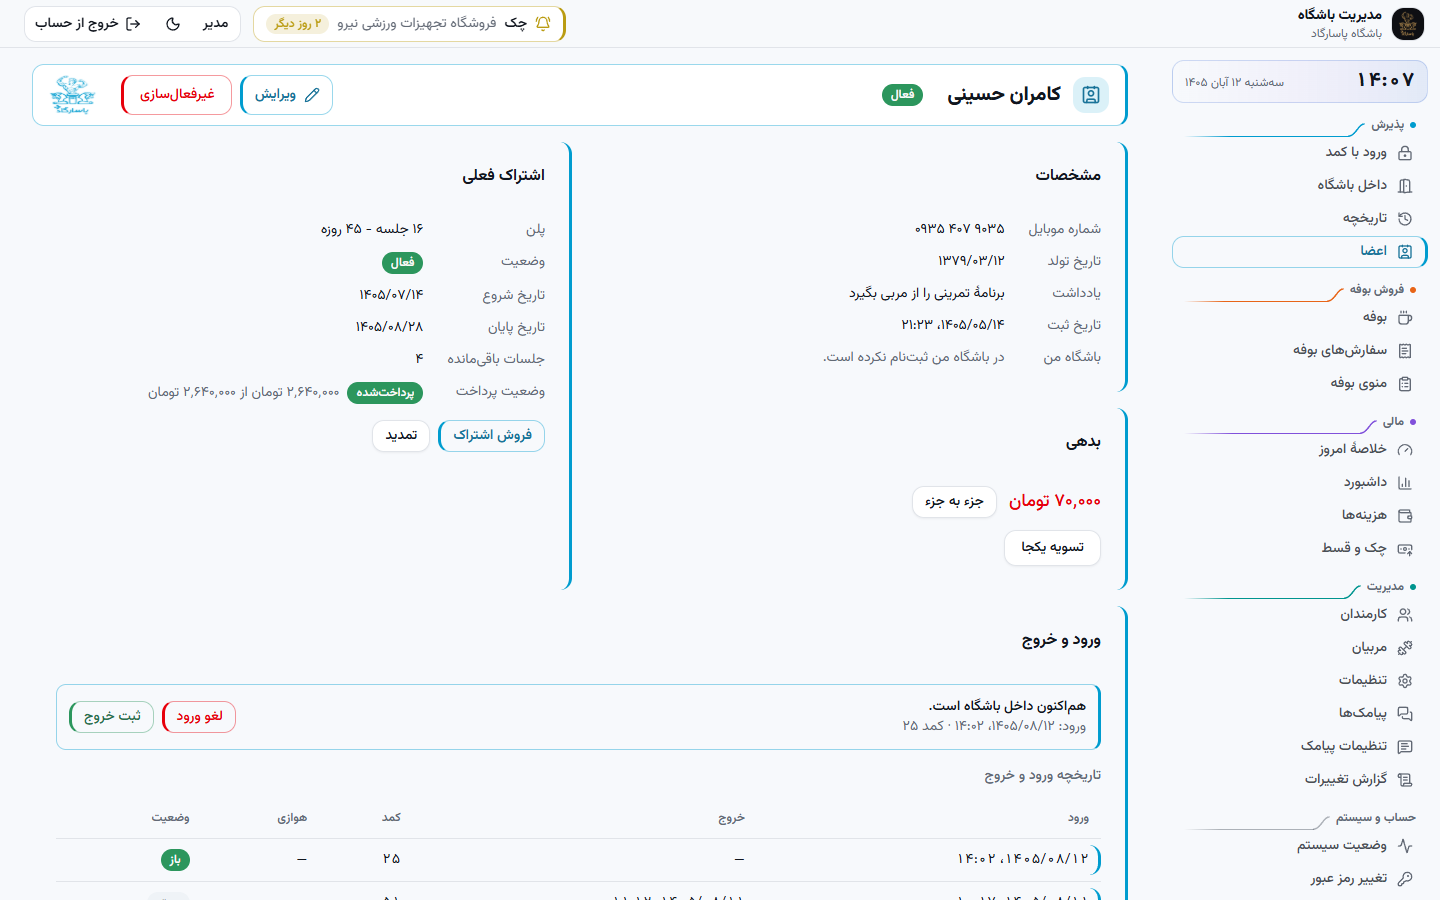 مدیریت باشگاه
باشگاه پاسارگاد
چک فروشگاه تجهیزات ورزشی نیرو ۲ روز دیگر
مدیر
خروج از حساب
۱۴:۰۷
سه‌شنبه ۱۲ آبان ۱۴۰۵
پذیرش
ورود با کمد
داخل باشگاه
تاریخچه
اعضا
فروش بوفه
بوفه
سفارش‌های بوفه
منوی بوفه
مالی
خلاصهٔ امروز
داشبورد
هزینه‌ها
چک و قسط
مدیریت
کارمندان
مربیان
تنظیمات
پیامک‌ها
تنظیمات پیامک
گزارش تغییرات
حساب و سیستم
وضعیت سیستم
تغییر رمز عبور
کامران حسینی
فعال
ویرایش
غیرفعال‌سازی
پاسارگاد
مشخصات
شماره موبایل ۰۹۳۵ ۴۰۷ ۹۰۳۵
تاریخ تولد ۱۳۷۹/۰۳/۱۲
یادداشت برنامهٔ تمرینی را از مربی بگیرد
تاریخ ثبت ۱۴۰۵/۰۵/۱۴، ۲۱:۲۳
باشگاه من در باشگاه من ثبت‌نام نکرده است.
بدهی
۷۰,۰۰۰ تومان
جزء به جزء
تسویه یکجا
اشتراک فعلی
پلن ۱۶ جلسه - ۴۵ روزه
وضعیت فعال
تاریخ شروع ۱۴۰۵/۰۷/۱۴
تاریخ پایان ۱۴۰۵/۰۸/۲۸
جلسات باقی‌مانده ۴
وضعیت پرداخت پرداخت‌شده ۲,۶۴۰,۰۰۰ تومان از ۲,۶۴۰,۰۰۰ تومان
فروش اشتراک
تمدید
ورود و خروج
هم‌اکنون داخل باشگاه است.
ورود: ۱۴۰۵/۰۸/۱۲، ۱۴:۰۲ · کمد ۲۵
لغو ورود
ثبت خروج
تاریخچه ورود و خروج
ورود خروج کمد هوازی وضعیت
۱۴۰۵/۰۸/۱۲، ۱۴:۰۲ — ۲۵ — باز